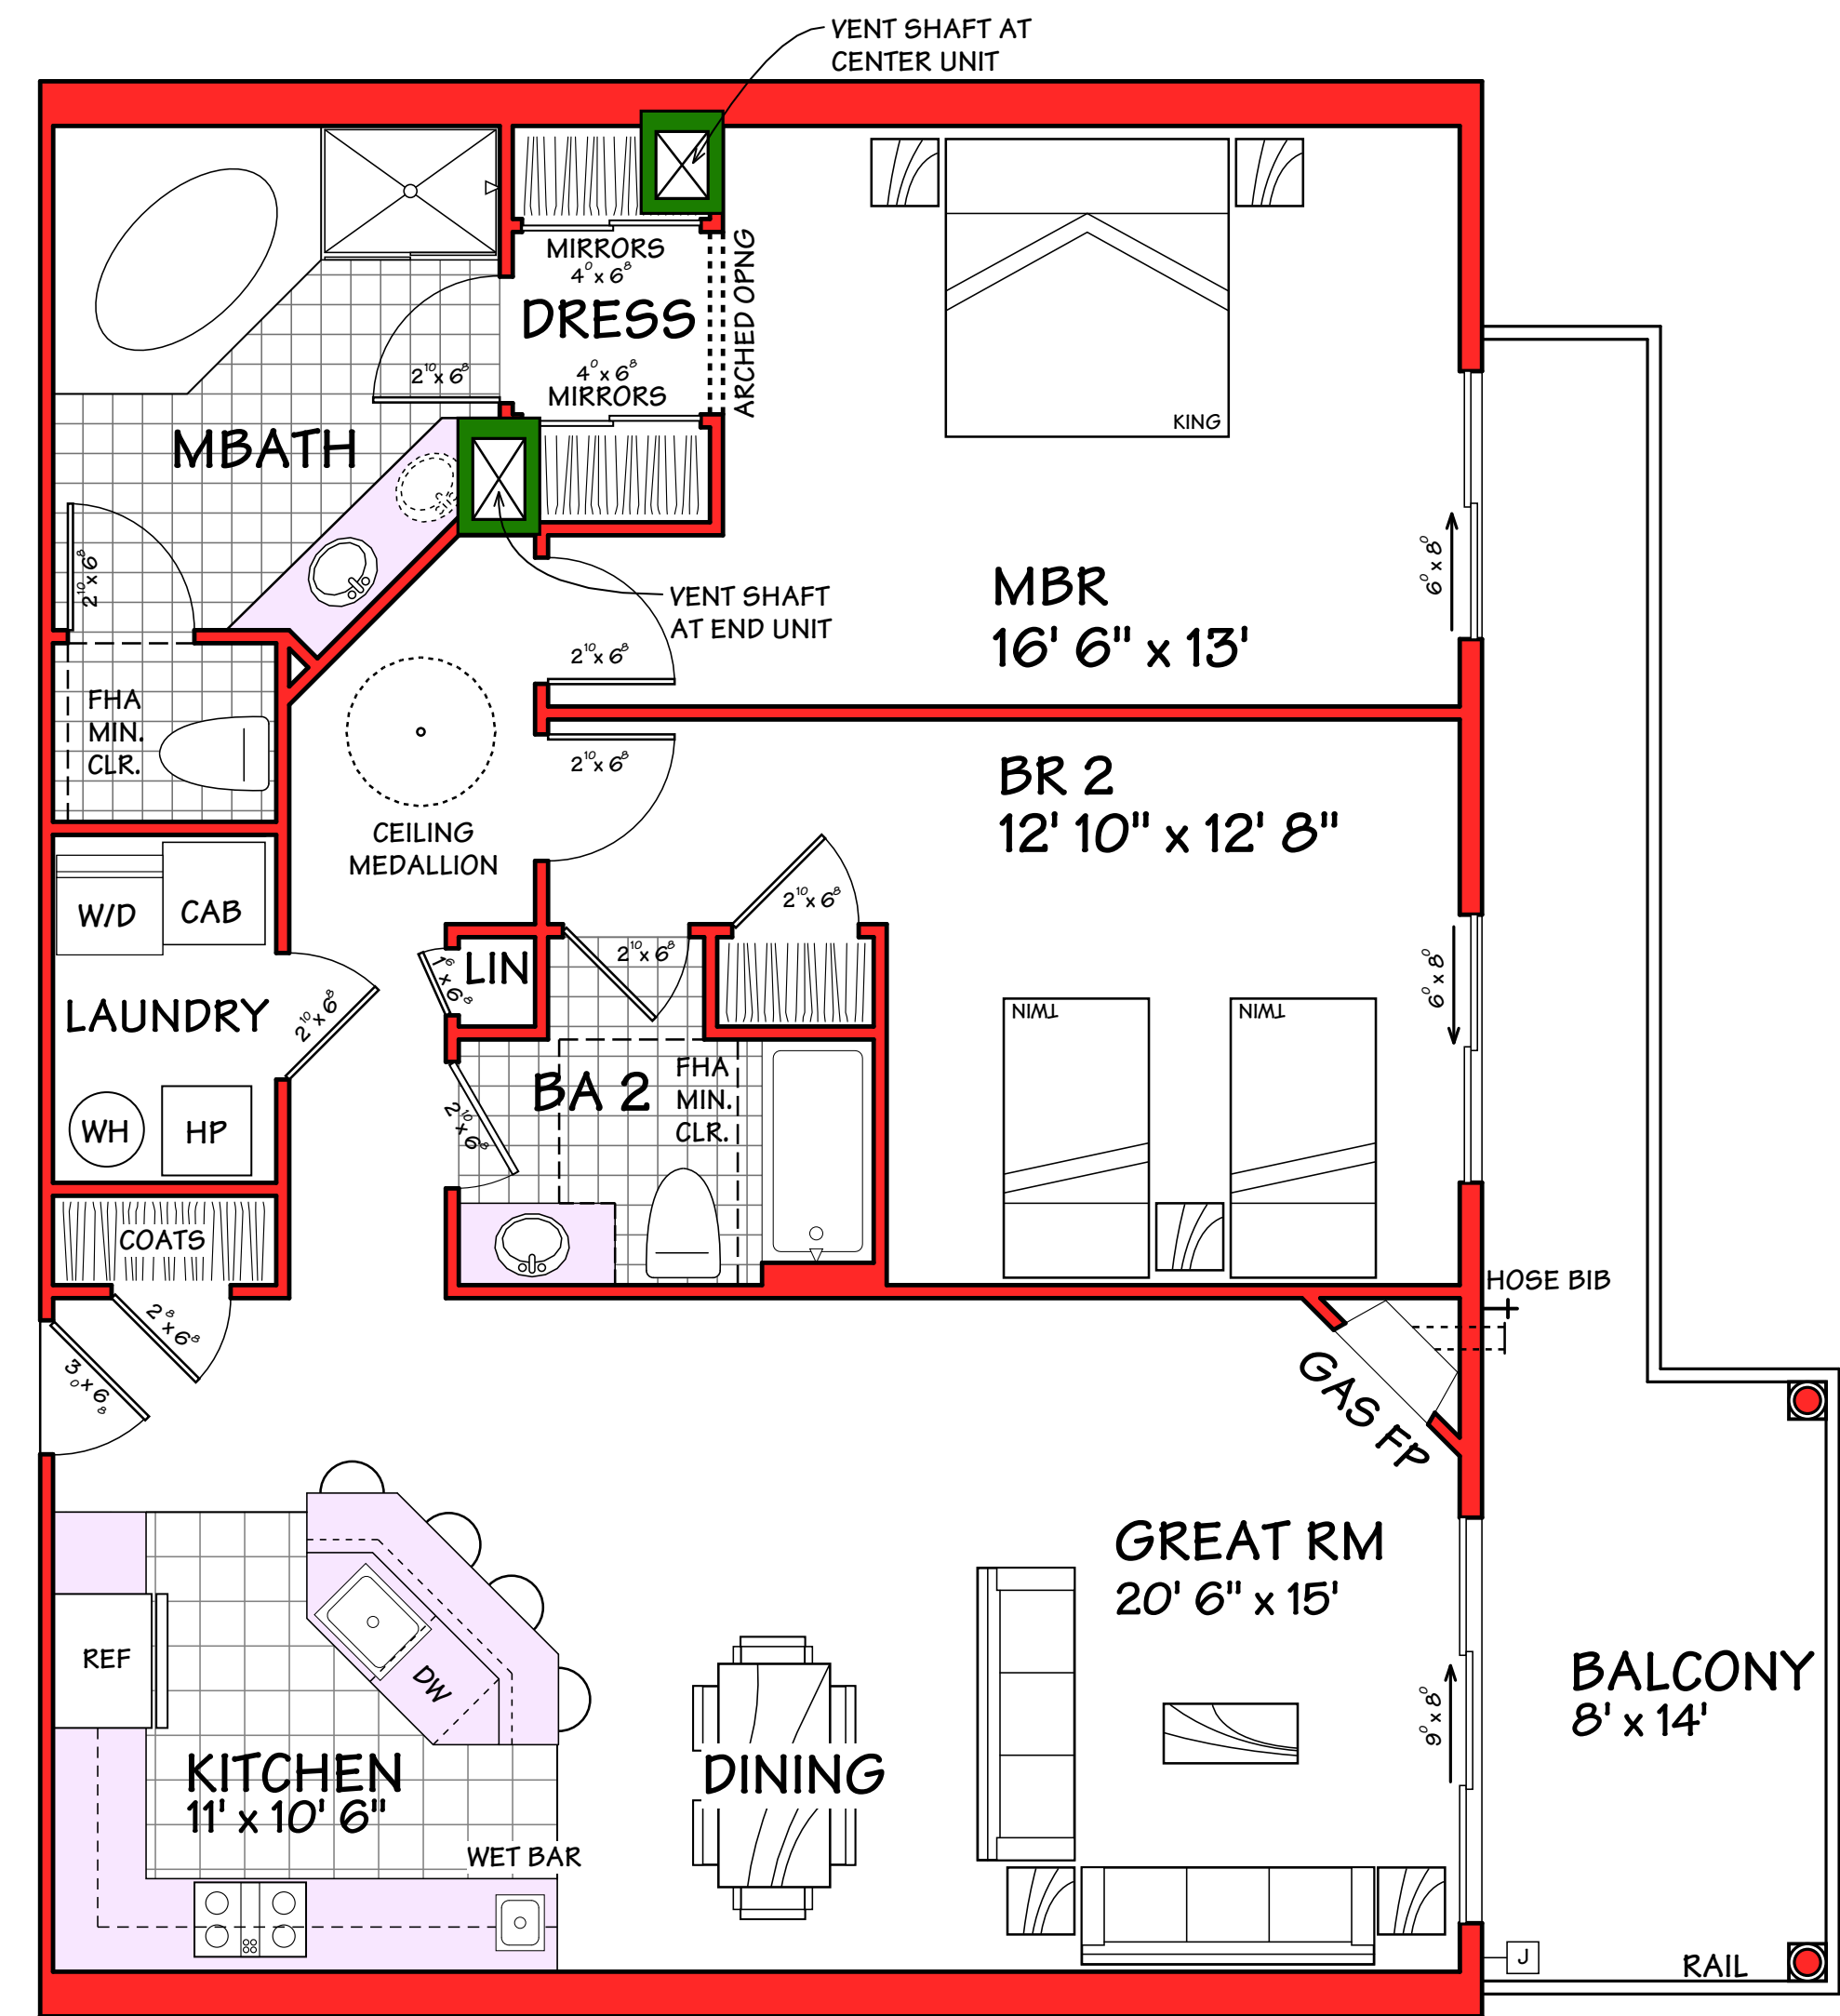 VENT SHAFT AT
CENTER UNIT
MIRRORS
4⁰ x 6⁸
DRESS
ARCHED OPNG
4⁰ x 6⁸
MIRRORS
2¹⁰ x 6⁸
KING
MBATH
2¹⁰ x 6⁸
6⁰ x 8⁰
MBR
16' 6" x 13'
VENT SHAFT
AT END UNIT
2¹⁰ x 6⁸
FHA
MIN.
CLR.
2¹⁰ x 6⁸
BR 2
12' 10" x 12' 8"
CEILING
MEDALLION
W/D
CAB
2¹⁰ x 6⁸
2¹⁰ x 6⁸
LIN
1⁶ x 6⁸
6⁰ x 8⁰
LAUNDRY
2¹⁰ x 6⁸
TWIN
TWIN
BA 2
FHA
MIN.
CLR.
2¹⁰ x 6⁸
WH
HP
COATS
HOSE BIB
2⁸ x 6⁸
3⁰ x 6⁸
GAS FP
GREAT RM
20' 6" x 15'
REF
DW
BALCONY
8' x 14'
9⁰ x 8⁰
KITCHEN
11' x 10' 6"
DINING
WET BAR
J
RAIL